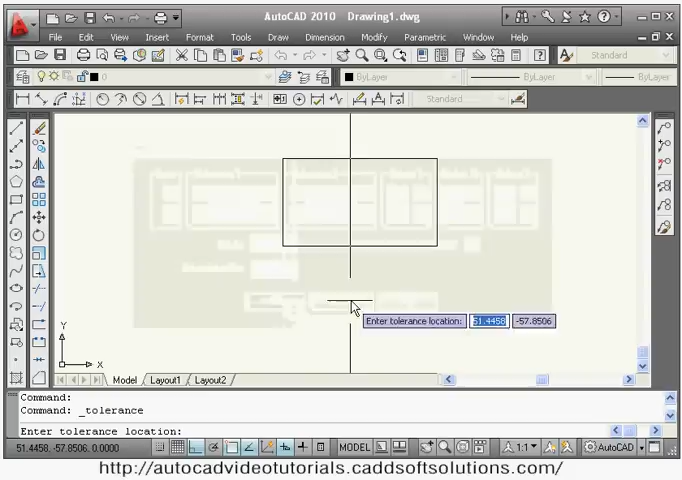 AutoCAD 2010 Drawing1.dwg
File Edit View Insert Format Tools Draw Dimension Modify Parametric Window Help
Standard
0 ByLayer ByLayer ByLayer
Standard
Enter tolerance location: 51.4458 -57.8506
Y
X
Model Layout1 Layout2
Command:
Command: _tolerance
Enter tolerance location:
51.4458, -57.8506, 0.0000 MODEL 1:1 AutoCAD
http://autocadvideotutorials.caddsoftsolutions.com/